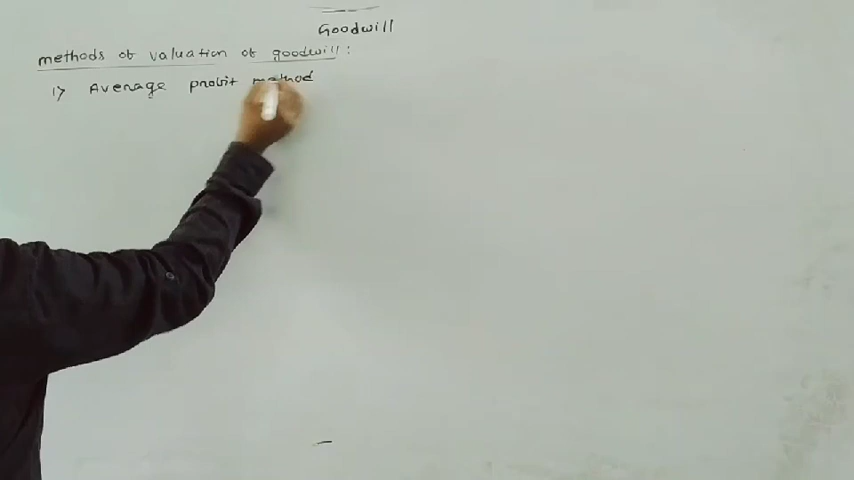 Goodwill
methods of valuation of goodwill:
1> Average profit method